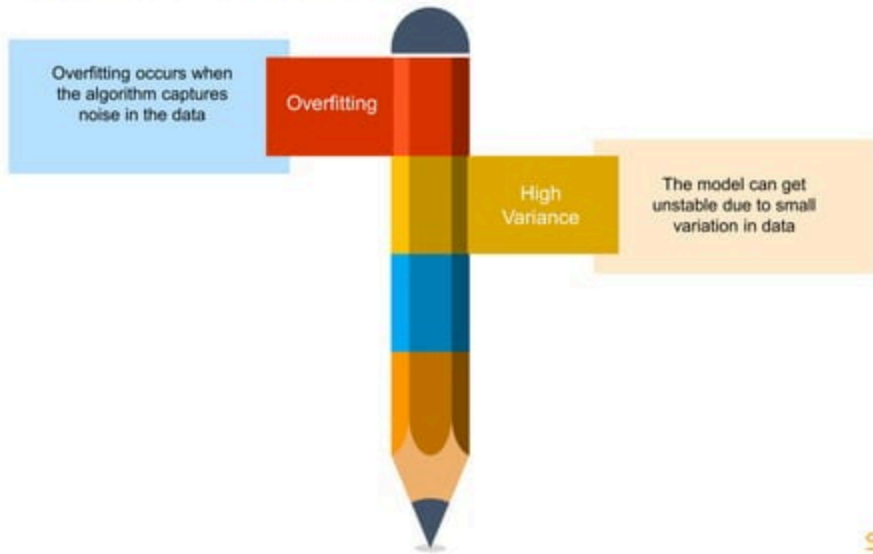 Overfitting occurs when
the algorithm captures
noise in the data
Overfitting
High
Variance
The model can get
unstable due to small
variation in data